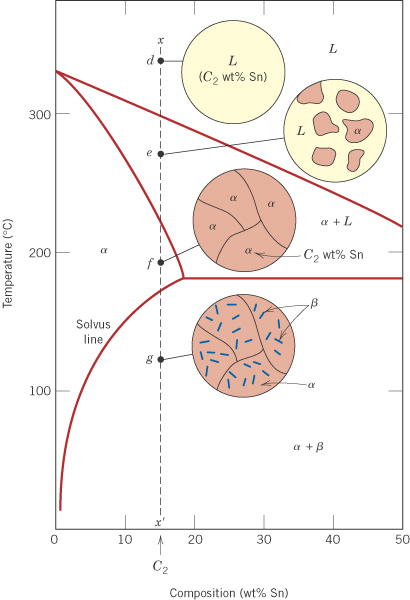 x
d
L
(C₂ wt% Sn)
L
300
e
L
α
α
α
α
α
α + L
C₂ wt% Sn
200
α
f
Temperature (°C)
Solvus
line
β
g
α
100
α + β
x′
0
10
20
30
40
50
C₂
Composition (wt% Sn)